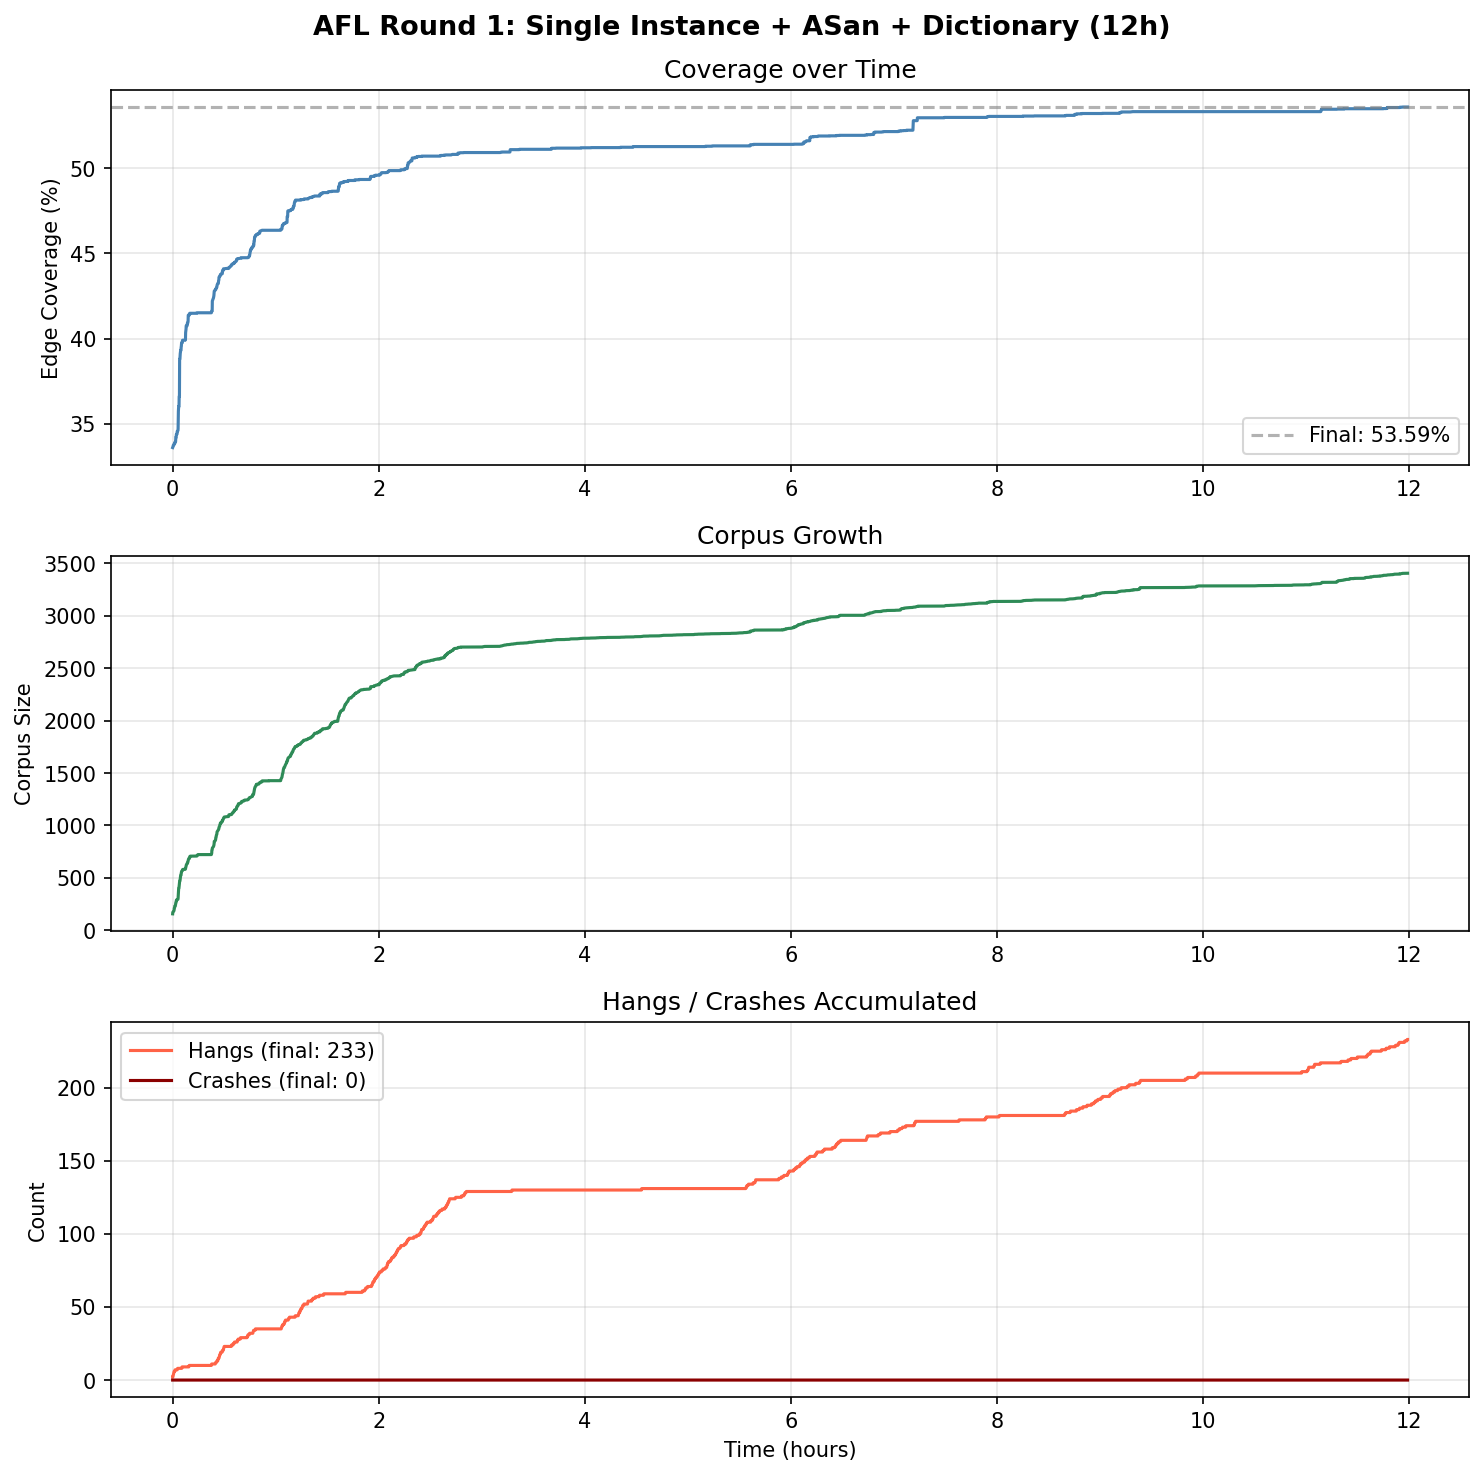 AFL Round 1: Single Instance + ASan + Dictionary (12h)
Coverage over Time
Edge Coverage (%)
50
45
40
35
Final: 53.59%
0 2 4 6 8 10 12
Corpus Growth
Corpus Size
3500
3000
2500
2000
1500
1000
500
0
0 2 4 6 8 10 12
Hangs / Crashes Accumulated
Hangs (final: 233)
Crashes (final: 0)
Count
200
150
100
50
0
0 2 4 6 8 10 12
Time (hours)